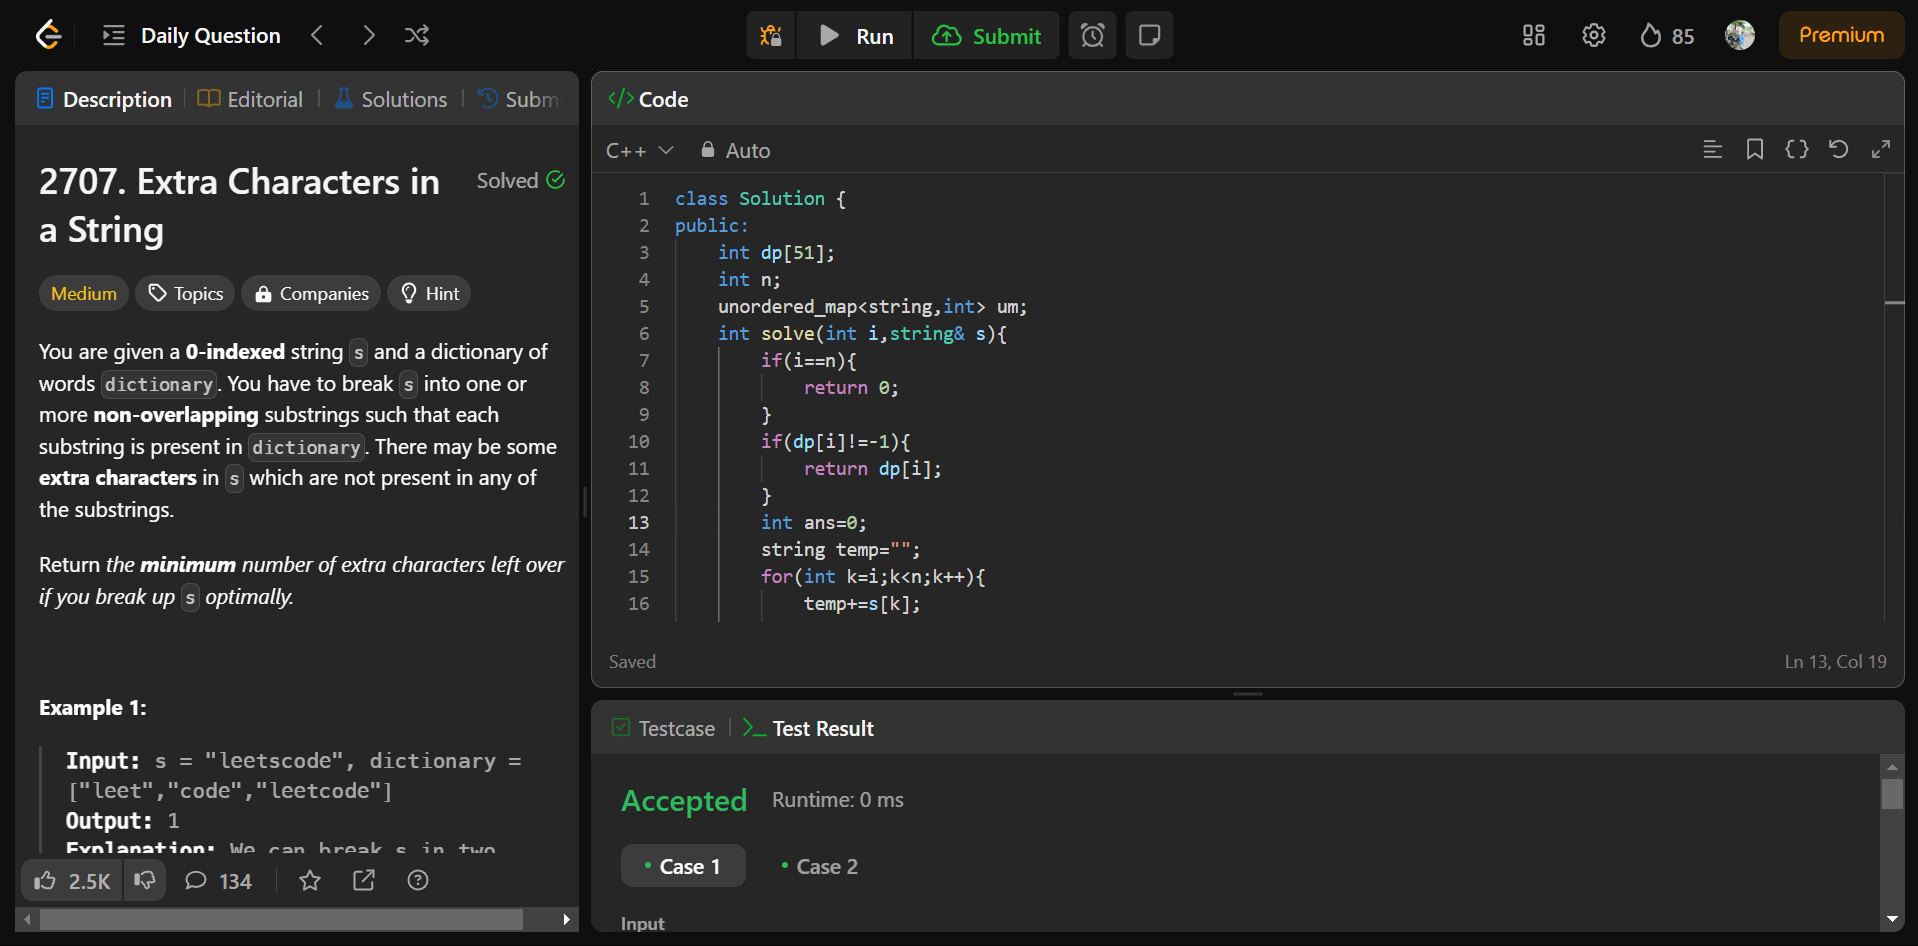 Daily Question
Run
Submit
85
Premium
Description
Editorial
Solutions
Subm
2707. Extra Characters in
a String
Solved
Medium
Topics
Companies
Hint
You are given a 0-indexed string s and a dictionary of
words dictionary. You have to break s into one or
more non-overlapping substrings such that each
substring is present in dictionary. There may be some
extra characters in s which are not present in any of
the substrings.
Return the minimum number of extra characters left over
if you break up s optimally.
Example 1:
Input: s = "leetscode", dictionary =
["leet","code","leetcode"]
Output: 1
Explanation: We can break s in two
2.5K
134
</> Code
C++
Auto
1 class Solution {
2 public:
3 int dp[51];
4 int n;
5 unordered_map<string,int> um;
6 int solve(int i,string& s){
7 if(i==n){
8 return 0;
9 }
10 if(dp[i]!=-1){
11 return dp[i];
12 }
13 int ans=0;
14 string temp="";
15 for(int k=i;k<n;k++){
16 temp+=s[k];
Saved
Ln 13, Col 19
Testcase
Test Result
Accepted
Runtime: 0 ms
Case 1
Case 2
Input